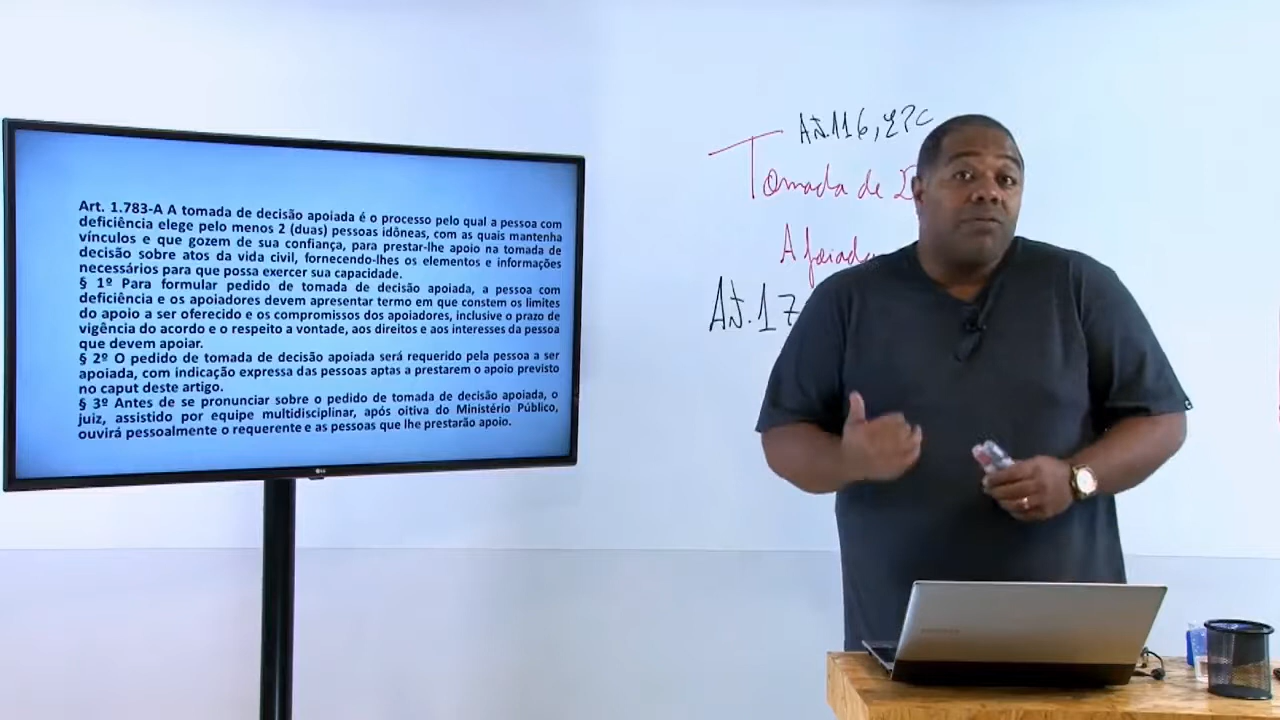 Art. 1.783-A A tomada de decisão apoiada é o processo pelo qual a pessoa com
deficiência elege pelo menos 2 (duas) pessoas idôneas, com as quais mantenha
vínculos e que gozem de sua confiança, para prestar-lhe apoio na tomada de
decisão sobre atos da vida civil, fornecendo-lhes os elementos e informações
necessários para que possa exercer sua capacidade.
§ 1º Para formular pedido de tomada de decisão apoiada, a pessoa com
deficiência e os apoiadores devem apresentar termo em que constem os limites
do apoio a ser oferecido e os compromissos dos apoiadores, inclusive o prazo de
vigência do acordo e o respeito a vontade, aos direitos e aos interesses da pessoa
que devem apoiar.
§ 2º O pedido de tomada de decisão apoiada será requerido pela pessoa a ser
apoiada, com indicação expressa das pessoas aptas a prestarem o apoio previsto
no caput deste artigo.
§ 3º Antes de se pronunciar sobre o pedido de tomada de decisão apoiada, o
juiz, assistido por equipe multidisciplinar, após oitiva do Ministério Público,
ouvirá pessoalmente o requerente e as pessoas que lhe prestarão apoio.
LG
Art. 116,
Tomada de D
Apoiada
Art. 17